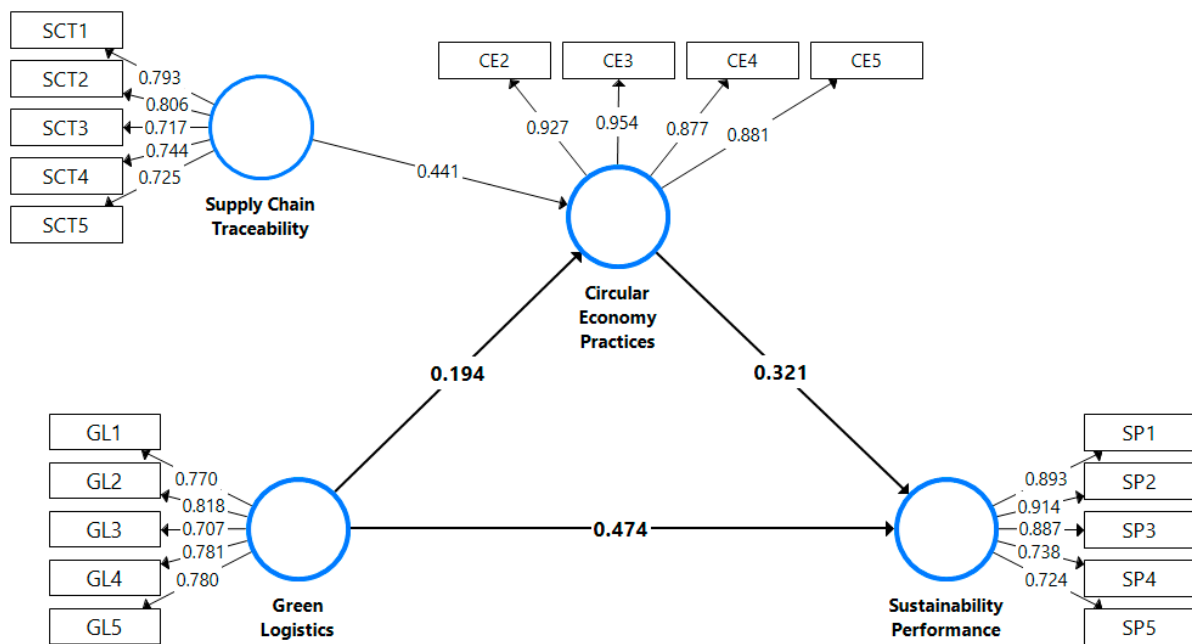 SCT1
SCT2
SCT3
SCT4
SCT5
0.793
0.806
0.717
0.744
0.725
Supply Chain
Traceability
0.441
CE2
CE3
CE4
CE5
0.927
0.954
0.877
0.881
Circular
Economy
Practices
0.194
0.321
GL1
GL2
GL3
GL4
GL5
0.770
0.818
0.707
0.781
0.780
Green
Logistics
0.474
SP1
SP2
SP3
SP4
SP5
0.893
0.914
0.887
0.738
0.724
Sustainability
Performance